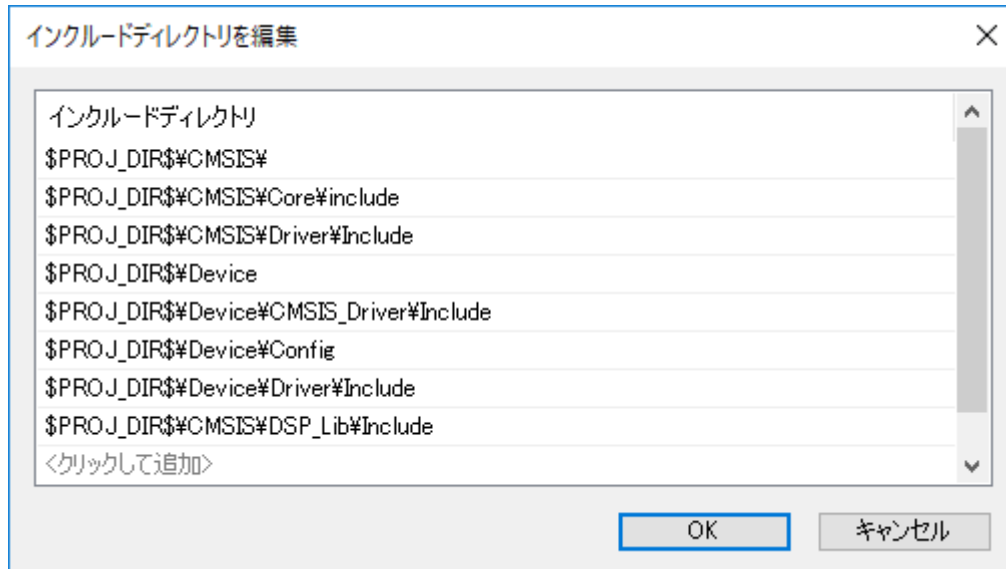 インクルードディレクトリを編集
インクルードディレクトリ
$PROJ_DIR$¥CMSIS¥
$PROJ_DIR$¥CMSIS¥Core¥include
$PROJ_DIR$¥CMSIS¥Driver¥Include
$PROJ_DIR$¥Device
$PROJ_DIR$¥Device¥CMSIS_Driver¥Include
$PROJ_DIR$¥Device¥Config
$PROJ_DIR$¥Device¥Driver¥Include
$PROJ_DIR$¥CMSIS¥DSP_Lib¥Include
<クリックして追加>
OK キャンセル